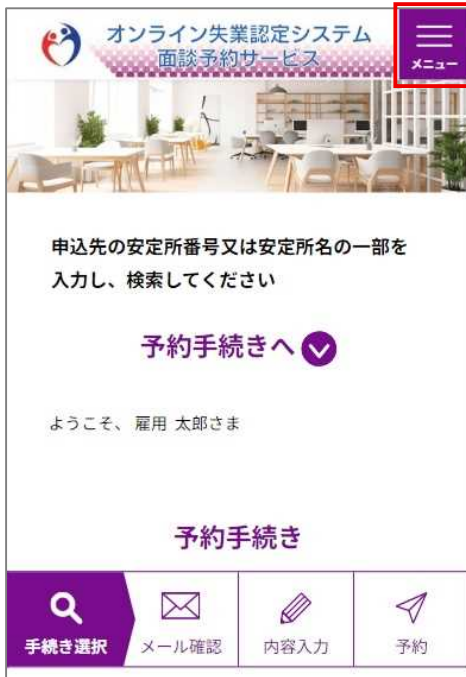 オンライン失業認定システム
面談予約サービス
メニュー
申込先の安定所番号又は安定所名の一部を
入力し、検索してください
予約手続きへ
ようこそ、 雇用 太郎さま
予約手続き
手続き選択
メール確認
内容入力
予約